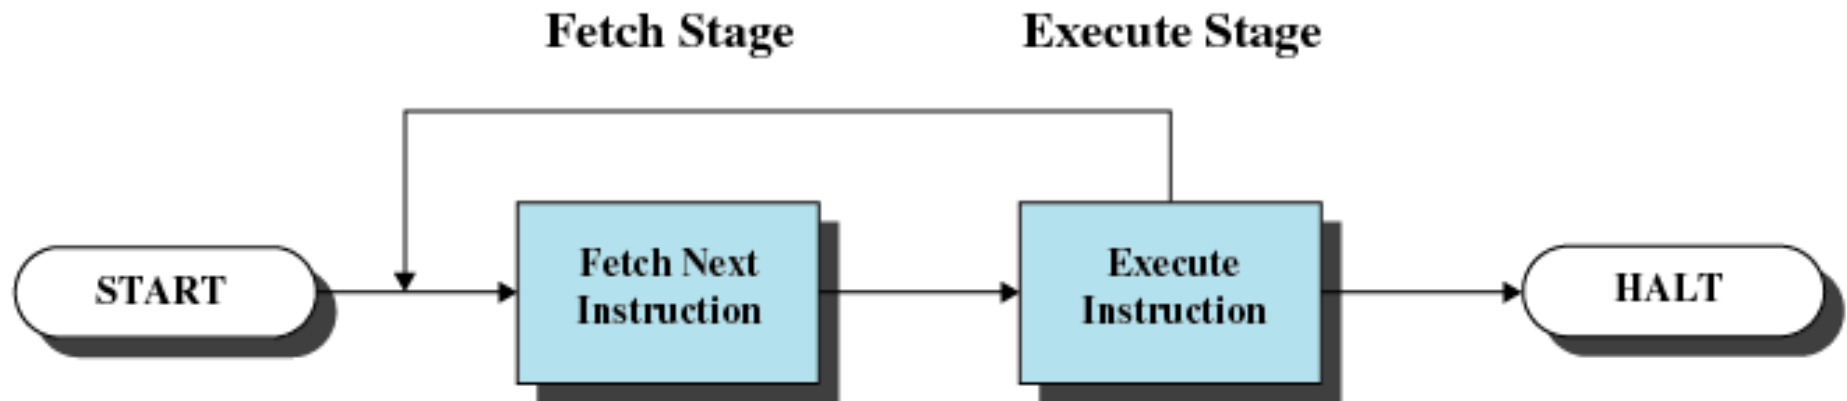 Fetch Stage
Execute Stage
START
Fetch Next
Instruction
Execute
Instruction
HALT